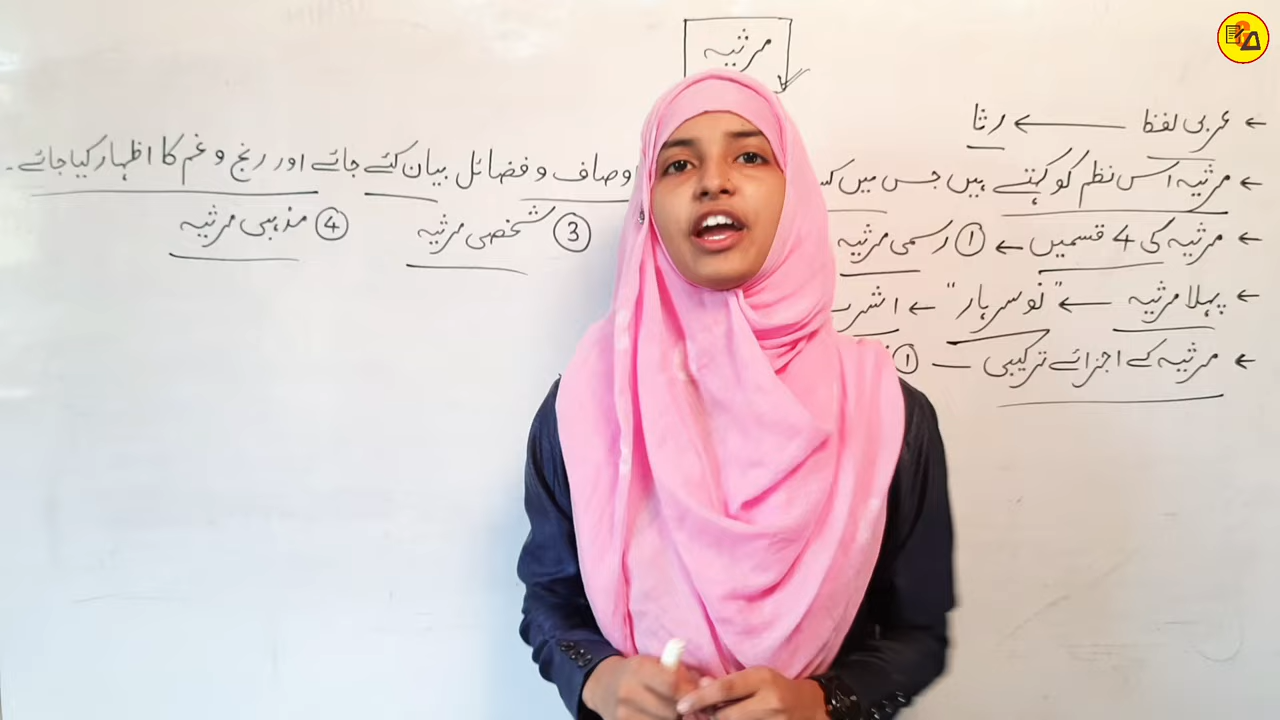 مرثیہ
← عربی لفظ ← رثا
← مرثیہ اس نظم کو کہتے ہیں جس میں وصاف و فضائل بیان کئے جائے اور رنج و غم کا اظہار کیا جائے۔
← مرثیہ کی 4 قسمیں ← ① رسمی مرثیہ ③ شخصی مرثیہ ④ مذہبی مرثیہ
← پہلا مرثیہ ← "نوسرہار" ←
← مرثیہ کے اجزائے ترکیبی — ①